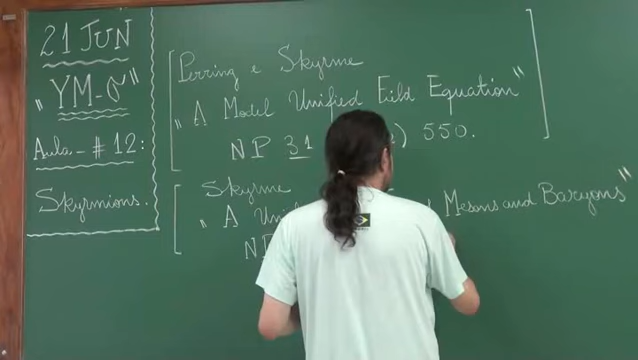 21 JUN
"YM-σ"
Aula - # 12:
Skyrmions.
Perring e Skyrme
"A Model Unified Field Equation"
NP 31 ) 550.
Skyrme
"A Mesons and Baryons"